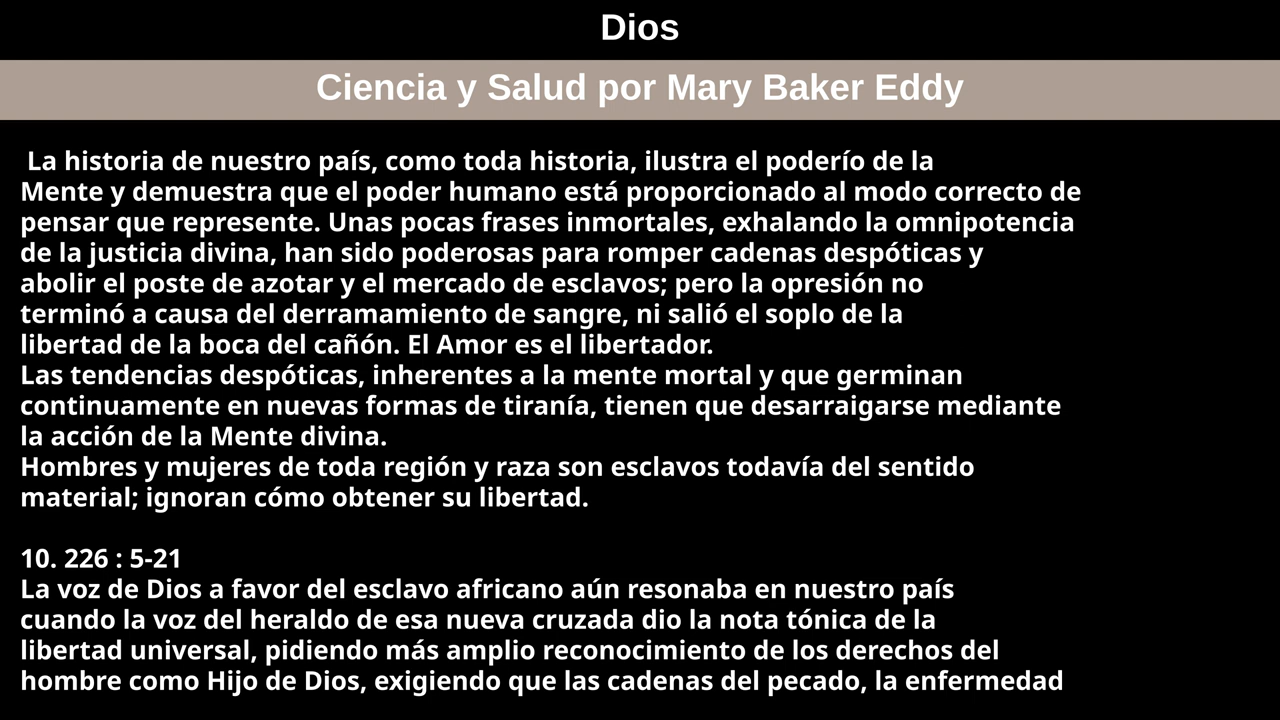 Dios
Ciencia y Salud por Mary Baker Eddy
La historia de nuestro país, como toda historia, ilustra el poderío de la
Mente y demuestra que el poder humano está proporcionado al modo correcto de
pensar que represente. Unas pocas frases inmortales, exhalando la omnipotencia
de la justicia divina, han sido poderosas para romper cadenas despóticas y
abolir el poste de azotar y el mercado de esclavos; pero la opresión no
terminó a causa del derramamiento de sangre, ni salió el soplo de la
libertad de la boca del cañón. El Amor es el libertador.
Las tendencias despóticas, inherentes a la mente mortal y que germinan
continuamente en nuevas formas de tiranía, tienen que desarraigarse mediante
la acción de la Mente divina.
Hombres y mujeres de toda región y raza son esclavos todavía del sentido
material; ignoran cómo obtener su libertad.
10. 226 : 5-21
La voz de Dios a favor del esclavo africano aún resonaba en nuestro país
cuando la voz del heraldo de esa nueva cruzada dio la nota tónica de la
libertad universal, pidiendo más amplio reconocimiento de los derechos del
hombre como Hijo de Dios, exigiendo que las cadenas del pecado, la enfermedad